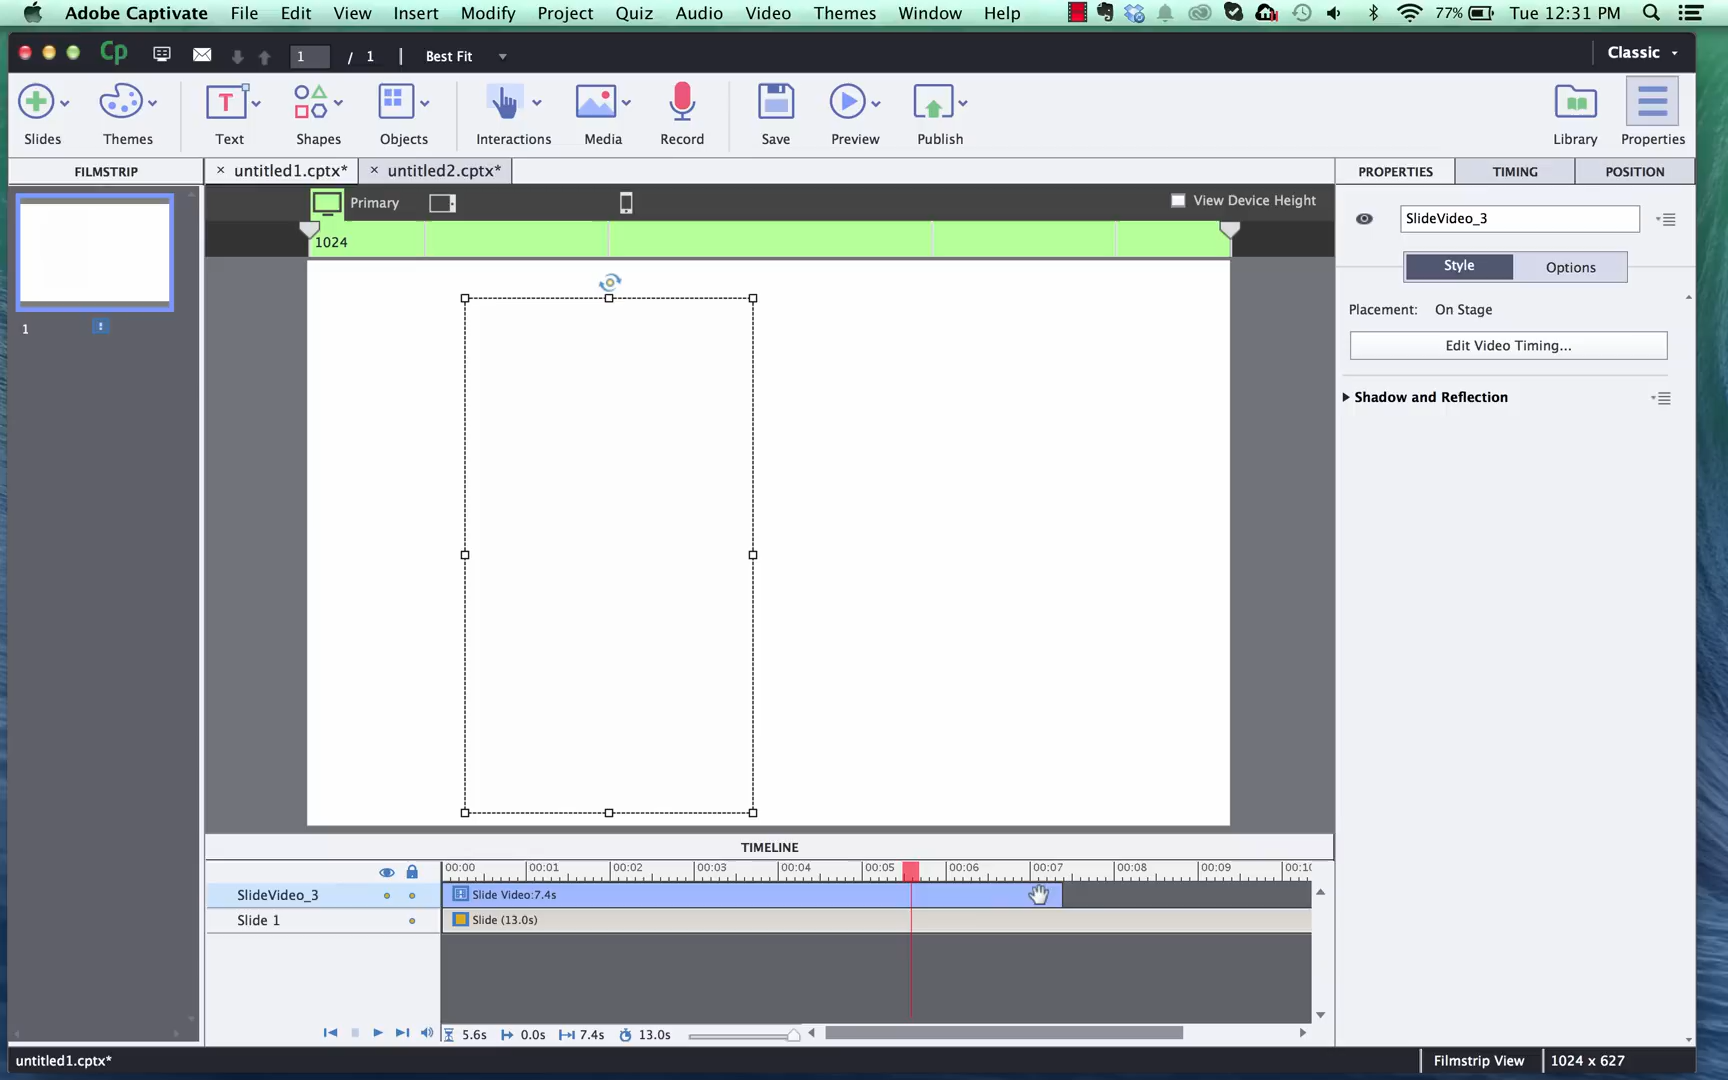 Adobe Captivate File Edit View Insert Modify Project Quiz Audio Video Themes Window Help 77% Tue 12:31 PM
Cp 1 / 1 Best Fit Classic
Slides Themes Text Shapes Objects Interactions Media Record Save Preview Publish Library Properties
FILMSTRIP × untitled1.cptx* × untitled2.cptx* PROPERTIES TIMING POSITION
Primary View Device Height
SlideVideo_3
1024
Style Options
Placement: On Stage
1
Edit Video Timing...
Shadow and Reflection
TIMELINE
00:00 00:01 00:02 00:03 00:04 00:05 00:06 00:07 00:08 00:09 00:10
SlideVideo_3 Slide Video:7.4s
Slide 1 Slide (13.0s)
5.6s 0.0s 7.4s 13.0s
untitled1.cptx* Filmstrip View 1024 x 627